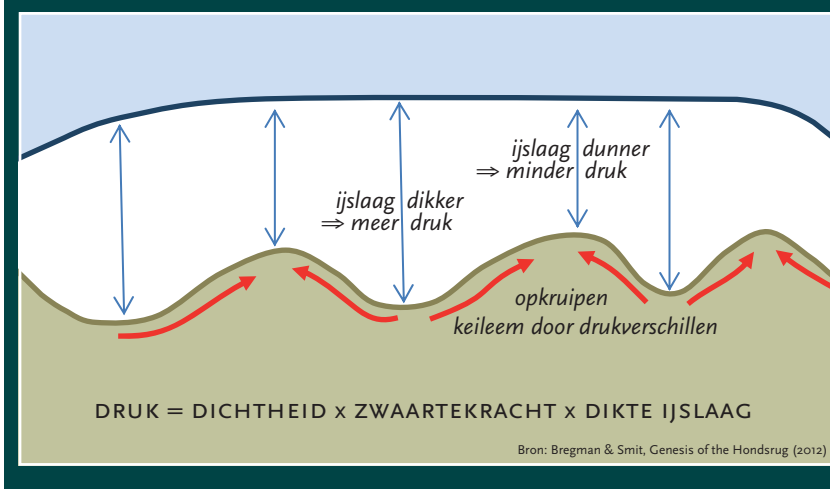 ijslaag dunner
⇒ minder druk
ijslaag dikker
⇒ meer druk
opkruipen
keileem door drukverschillen
DRUK = DICHTHEID x ZWAARTEKRACHT x DIKTE IJSLAAG
Bron: Bregman & Smit, Genesis of the Hondsrug (2012)